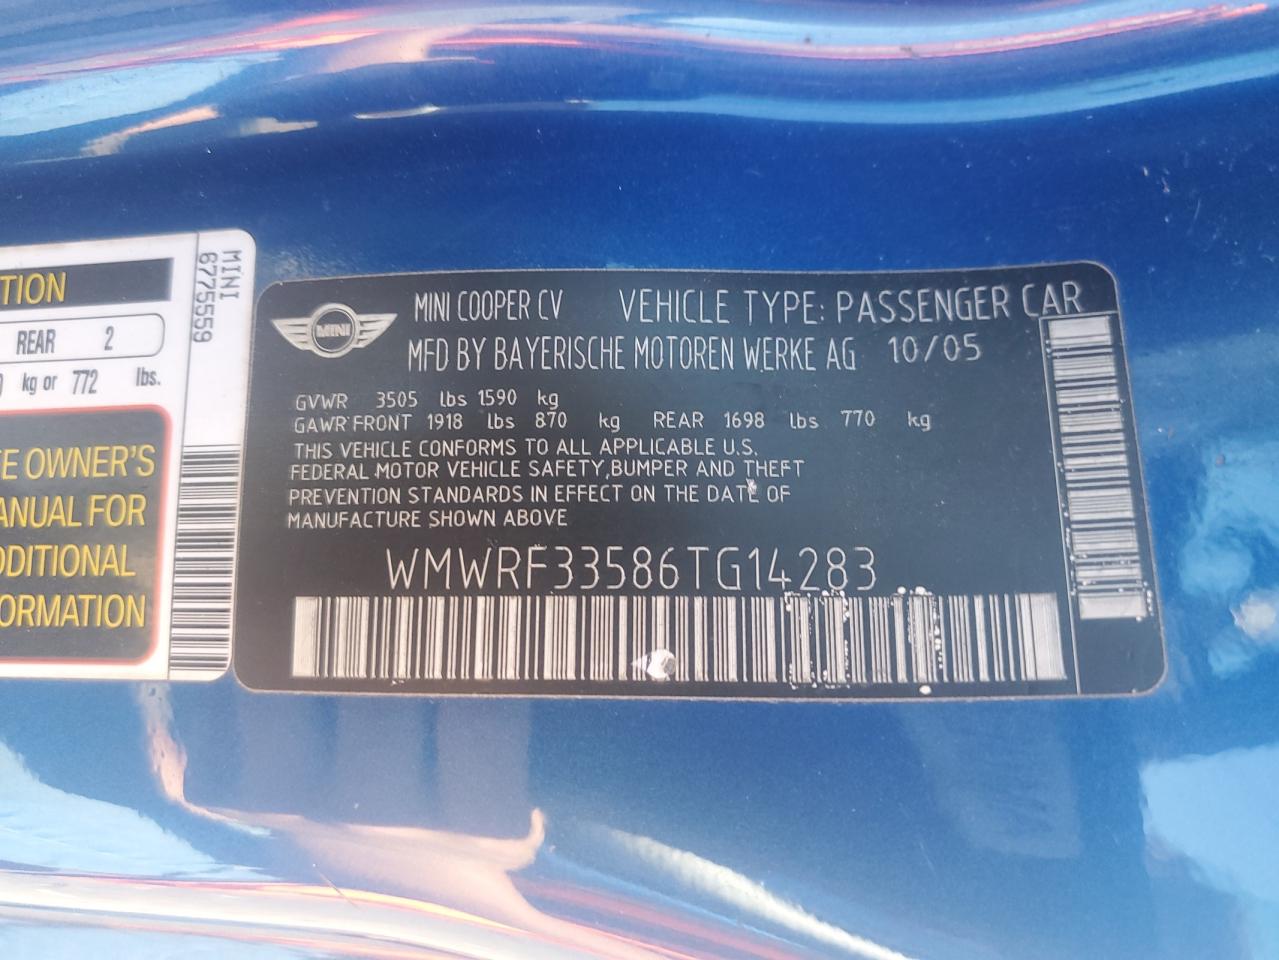 TION
REAR 2
kg or 772 lbs.
E OWNER'S
ANUAL FOR
DDITIONAL
FORMATION
MINI
6755559
MINI
MINI COOPER CV VEHICLE TYPE: PASSENGER CAR
MFD BY BAYERISCHE MOTOREN WERKE AG 10/05
GVWR 3505 lbs 1590 kg
GAWR FRONT 1918 lbs 870 kg REAR 1698 lbs 770 kg
THIS VEHICLE CONFORMS TO ALL APPLICABLE U.S.
FEDERAL MOTOR VEHICLE SAFETY, BUMPER AND THEFT
PREVENTION STANDARDS IN EFFECT ON THE DATE OF
MANUFACTURE SHOWN ABOVE
WMWRF33586TG14283